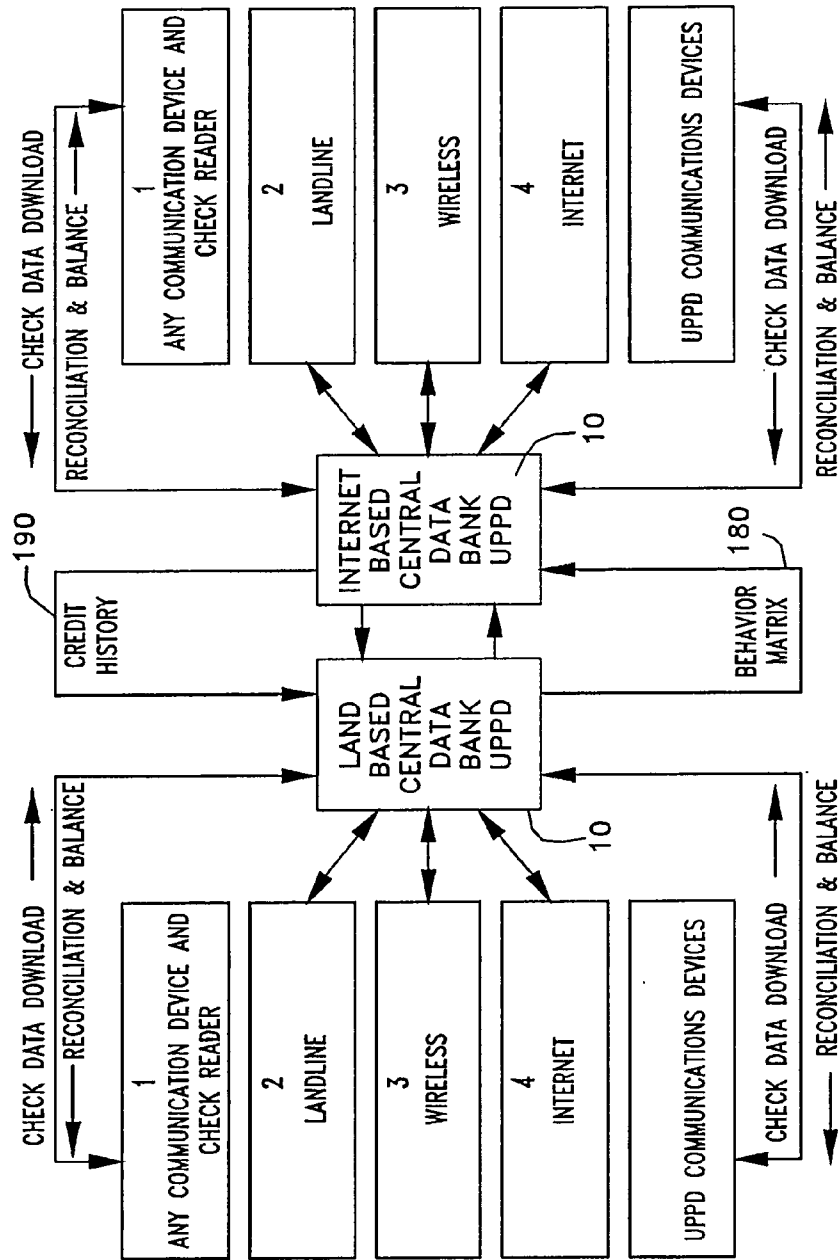 CHECK DATA DOWNLOAD
RECONCILIATION & BALANCE
1
ANY COMMUNICATION DEVICE AND
CHECK READER
2
LANDLINE
3
WIRELESS
4
INTERNET
UPPD COMMUNICATIONS DEVICES
CHECK DATA DOWNLOAD
RECONCILIATION & BALANCE
190
CREDIT
HISTORY
LAND
BASED
CENTRAL
DATA
BANK
UPPD
10
INTERNET
BASED
CENTRAL
DATA
BANK
UPPD
10
BEHAVIOR
MATRIX
180
CHECK DATA DOWNLOAD
RECONCILIATION & BALANCE
1
ANY COMMUNICATION DEVICE AND
CHECK READER
2
LANDLINE
3
WIRELESS
4
INTERNET
UPPD COMMUNICATIONS DEVICES
CHECK DATA DOWNLOAD
RECONCILIATION & BALANCE